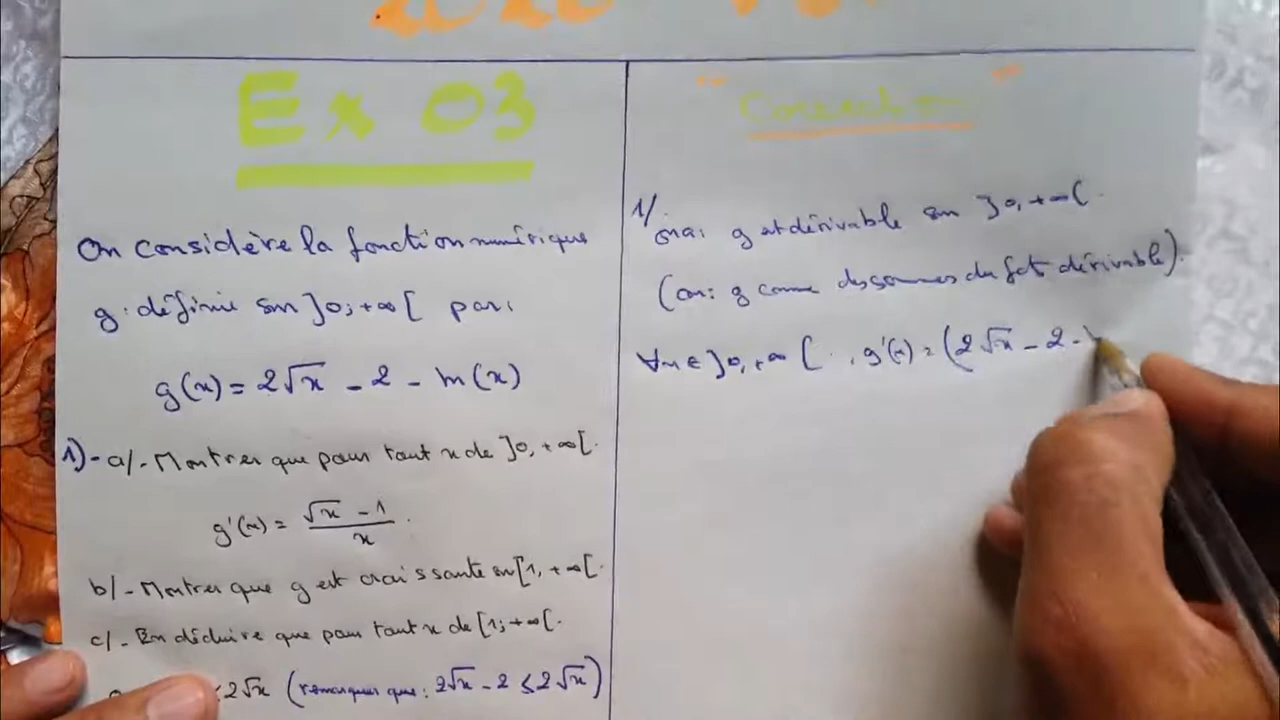 Ex 03
On considère la fonction numérique
g définie sur ]0;+∞[ par:
g(x) = 2√x - 2 - ln(x)
1)- a/- Montrer que pour tout x de ]0,+∞[.
g'(x) = (√x - 1)/x .
b/- Montrer que g est croissante sur [1,+∞[.
c/- En déduire que pour tout x de [1;+∞[.
≤ 2√x (remarquer que: 2√x - 2 ≤ 2√x)
"Correction"
1/
on a: g est dérivable sur ]0,+∞[.
(car: g comme des sommes du fct dérivable).
∀x ∈ ]0,+∞[ , g'(x) = (2√x - 2 -